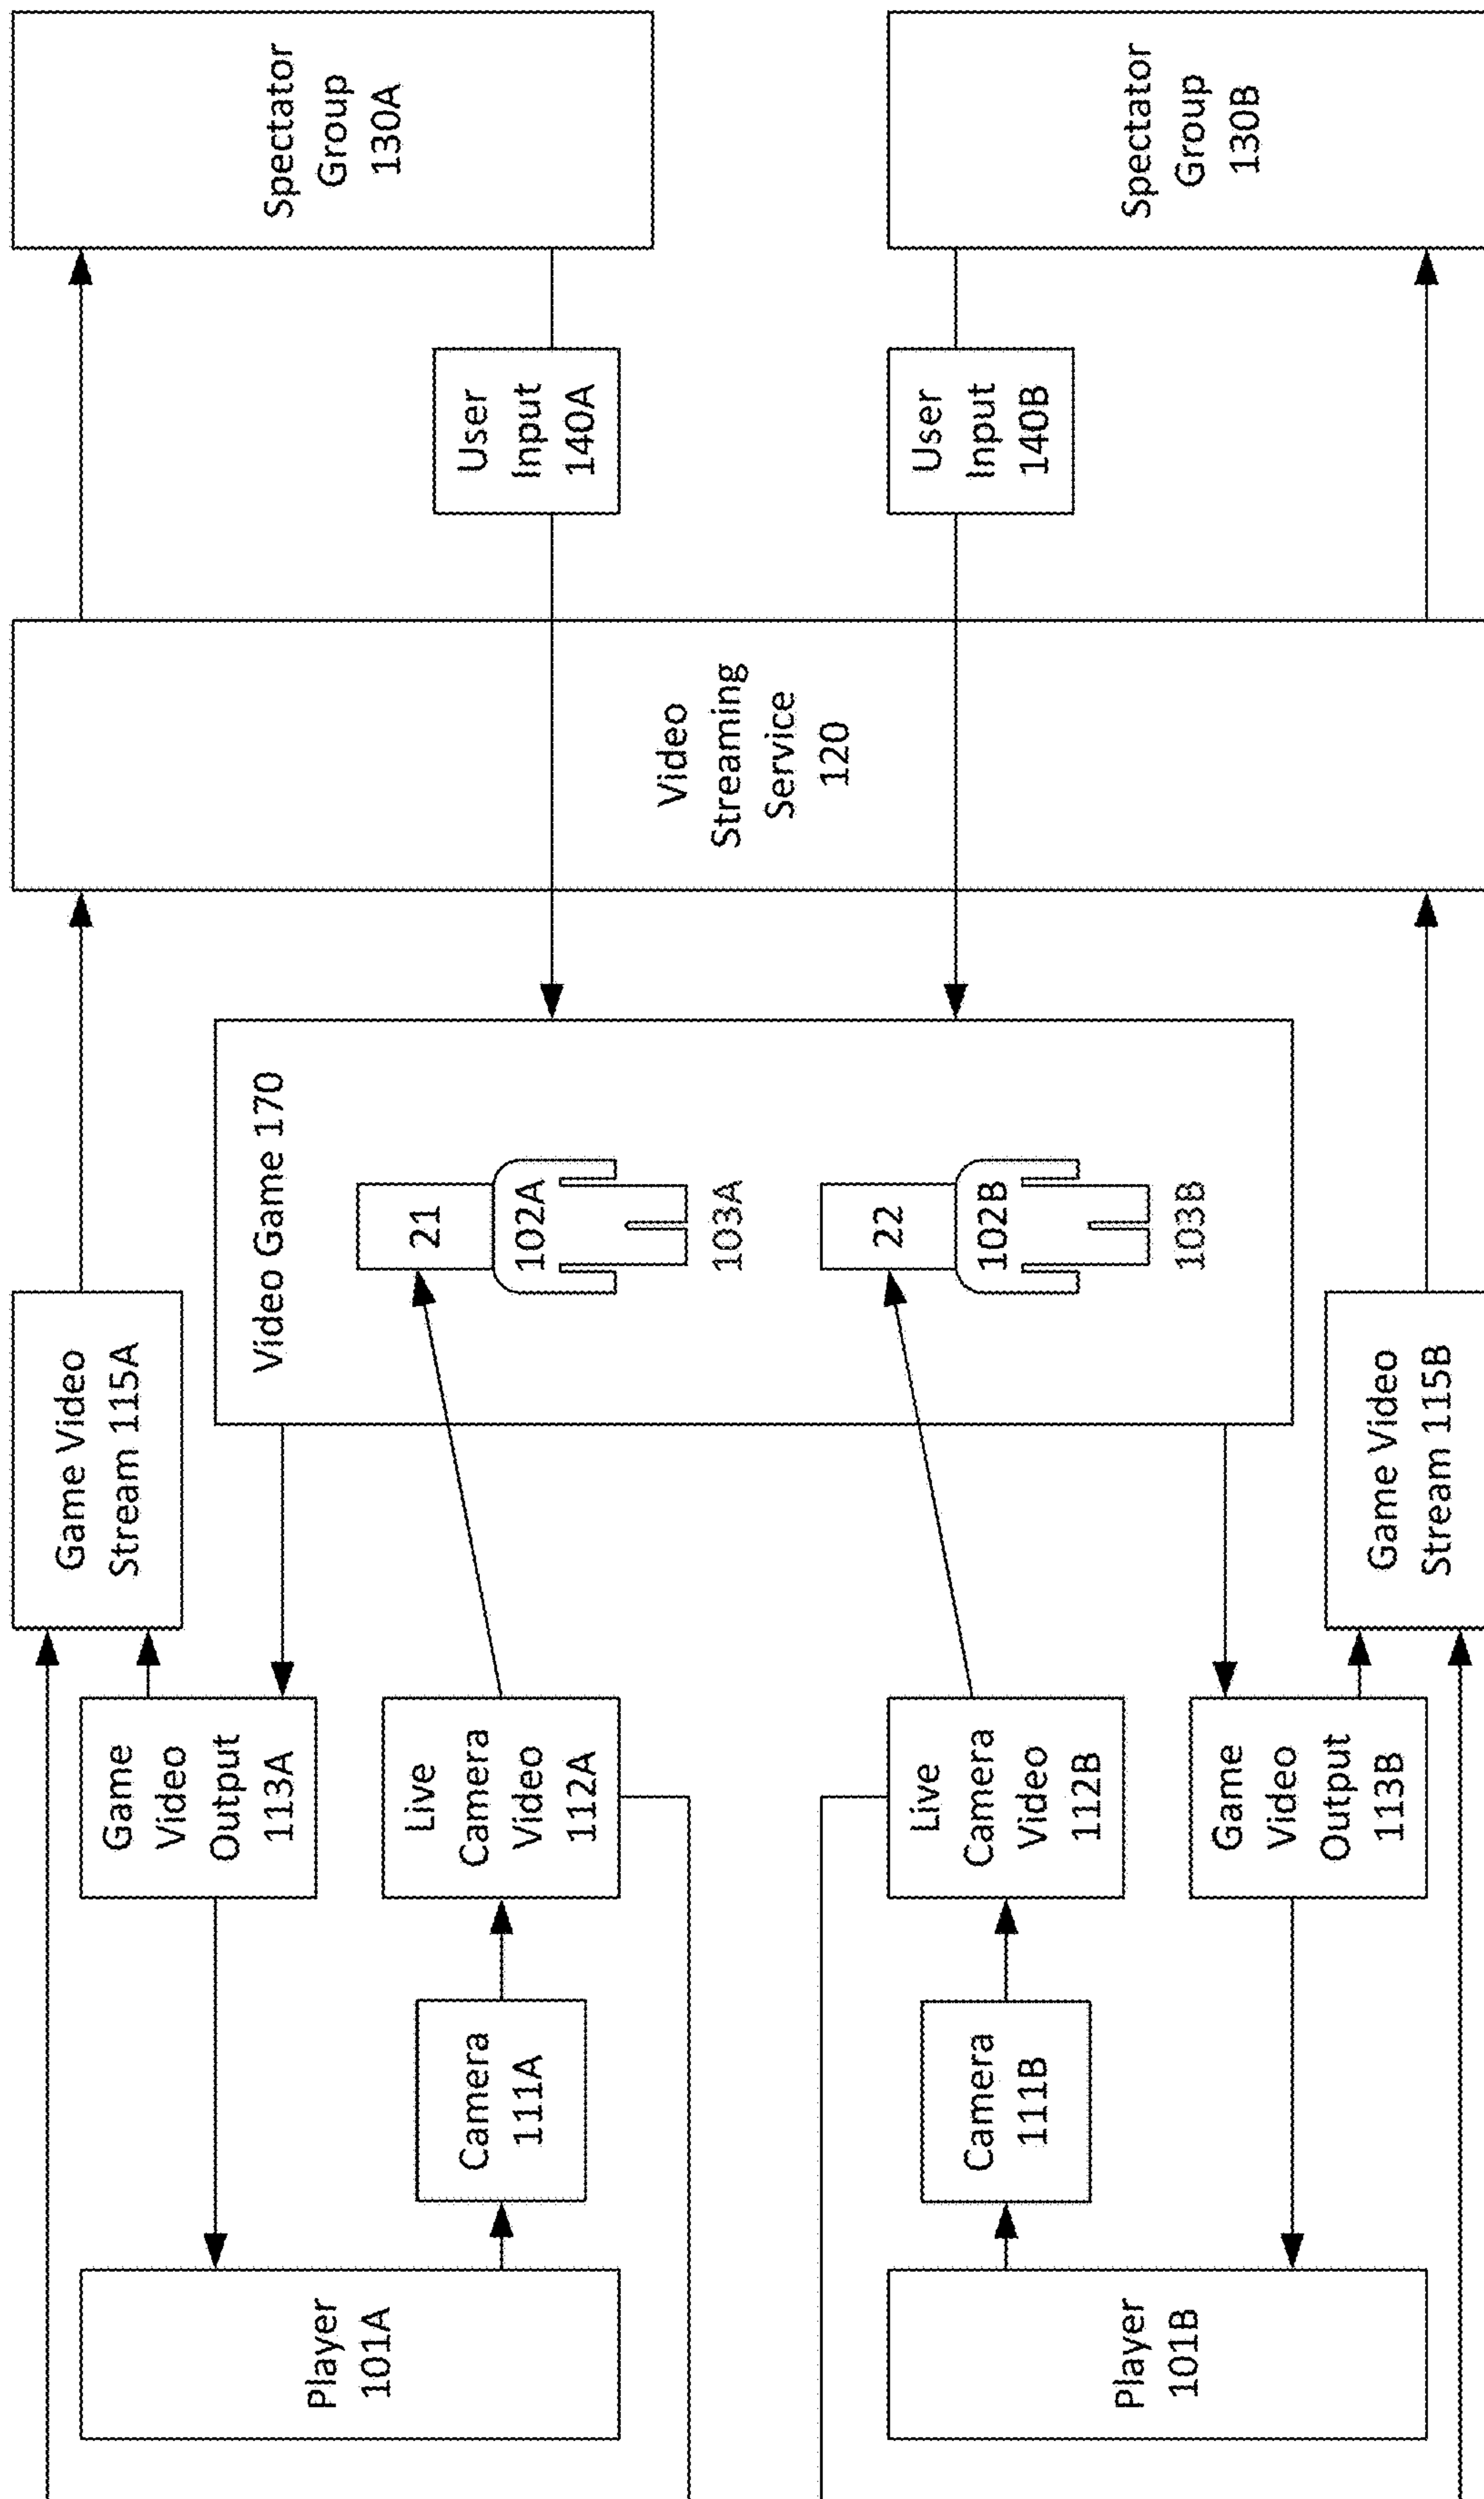 Player
101A
Camera
111A
Game
Video
Output
113A
Live
Camera
Video
112A
Game Video
Stream 115A
Video Game 170
21
102A
103A
22
102B
103B
Video
Streaming
Service
120
User
Input
140A
Spectator
Group
130A
User
Input
140B
Spectator
Group
130B
Player
101B
Camera
111B
Live
Camera
Video
112B
Game
Video
Output
113B
Game Video
Stream 115B